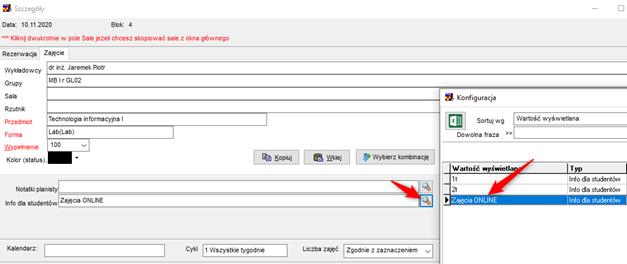 Szczegóły
Data: 10.11.2020 Blok: 4
*** Kliknij dwukrotnie w pole Sale jeżeli chcesz skopiować sale z okna głównego
Rezerwacja Zajęcie
Wykładowcy dr inż. Jaremek Piotr
Grupy MB I r GL02
Sala
Rzutnik
Przedmiot Technologia informacyjna I
Forma Lab(Lab)
Wypełnienie 100
Kolor (status)
Kopiuj Wklej Wybierz kombinację
Notatki planisty
Info dla studentów Zajęcia ONLINE
Kalendarz: Cykl 1 Wszystkie tygodnie Liczba zajęć Zgodnie z zaznaczeniem
Konfiguracja
Sortuj wg Wartość wyświetlana
Dowolna fraza >>
Wartość wyświetlana Typ
1t Info dla studentów
2t Info dla studentów
Zajęcia ONLINE Info dla studentów